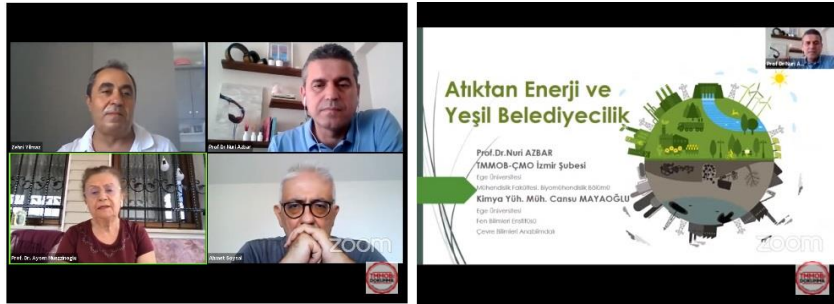 Zehni Yılmaz
Prof Dr Nuri Azbar
Prof. Dr. Aysen Muezzinoglu
Ahmet Soysal
zoom
TMMOB
Atıktan Enerji ve
Yeşil Belediyecilik
Prof.Dr.Nuri AZBAR
TMMOB-ÇMO İzmir Şubesi
Ege Üniversitesi
Mühendislik Fakültesi, Biyomühendislik Bölümü
Kimya Yük. Müh. Cansu MAYAOĞLU
Ege Üniversitesi
Fen Bilimleri Enstitüsü
Çevre Bilimleri Anabilimdalı
Prof Dr Nuri A...
zoom
TMMOB